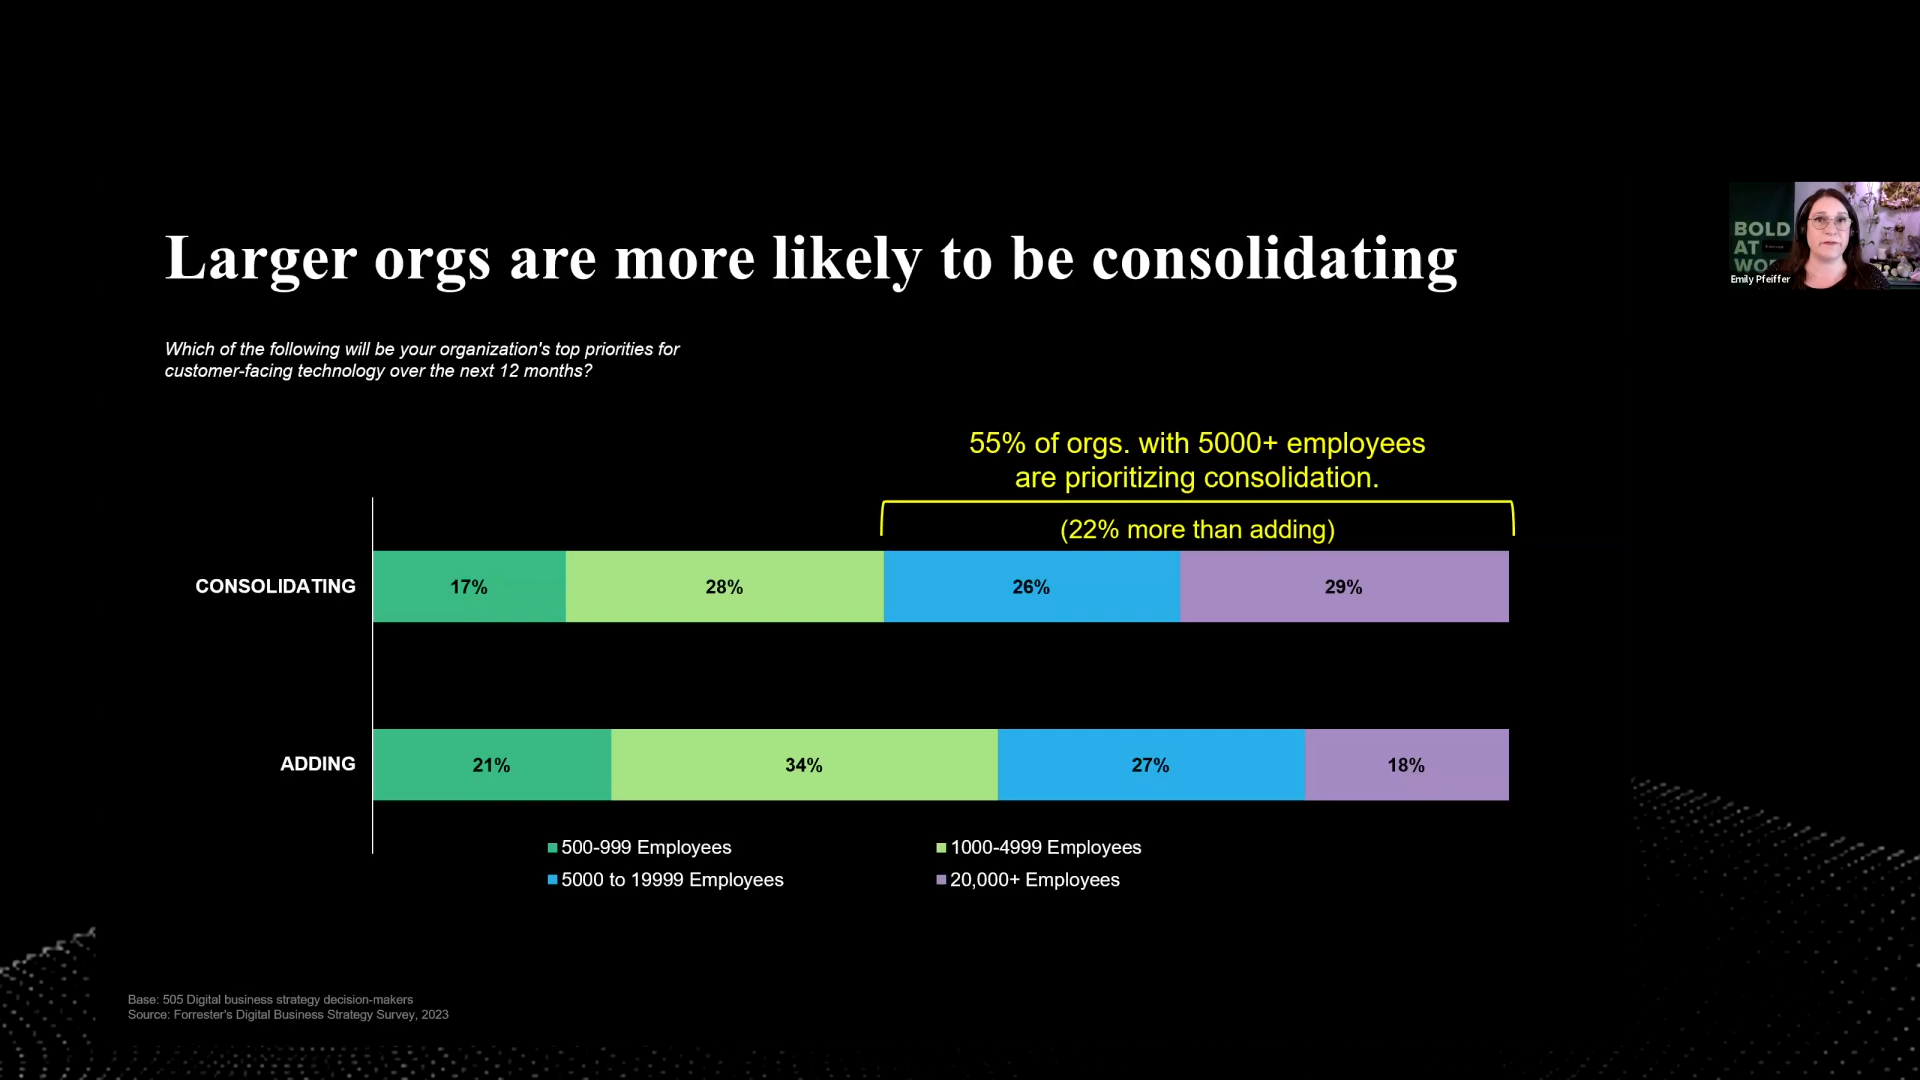 Larger orgs are more likely to be consolidating
BOLD
AT
WO
Emily Pfeiffer
Which of the following will be your organization's top priorities for
customer-facing technology over the next 12 months?
55% of orgs. with 5000+ employees
are prioritizing consolidation.
(22% more than adding)
CONSOLIDATING 17% 28% 26% 29%
ADDING 21% 34% 27% 18%
500-999 Employees 1000-4999 Employees
5000 to 19999 Employees 20,000+ Employees
Base: 505 Digital business strategy decision-makers
Source: Forrester's Digital Business Strategy Survey, 2023